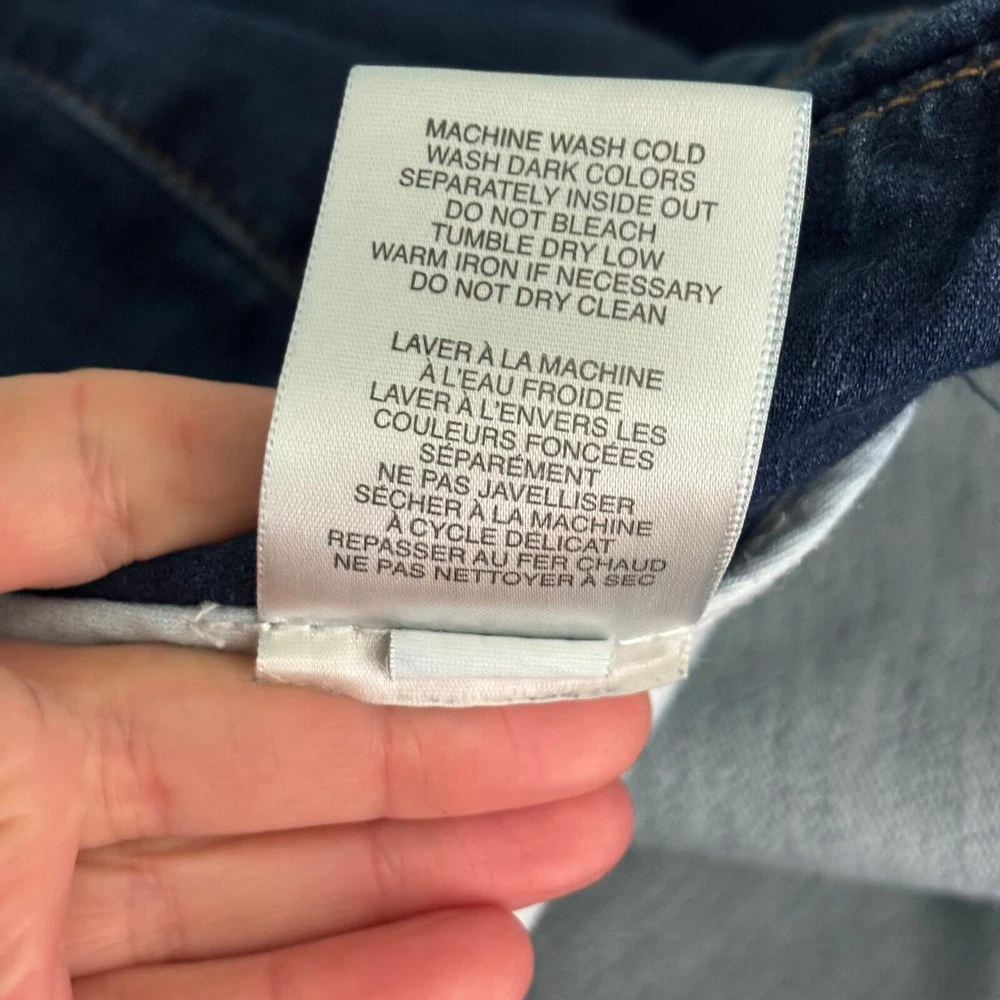 MACHINE WASH COLD
WASH DARK COLORS
SEPARATELY INSIDE OUT
DO NOT BLEACH
TUMBLE DRY LOW
WARM IRON IF NECESSARY
DO NOT DRY CLEAN
LAVER À LA MACHINE
À L'EAU FROIDE
LAVER À L'ENVERS LES
COULEURS FONCÉES
SÉPARÉMENT
NE PAS JAVELLISER
SÉCHER À LA MACHINE
À CYCLE DÉLICAT
REPASSER AU FER CHAUD
NE PAS NETTOYER À SEC